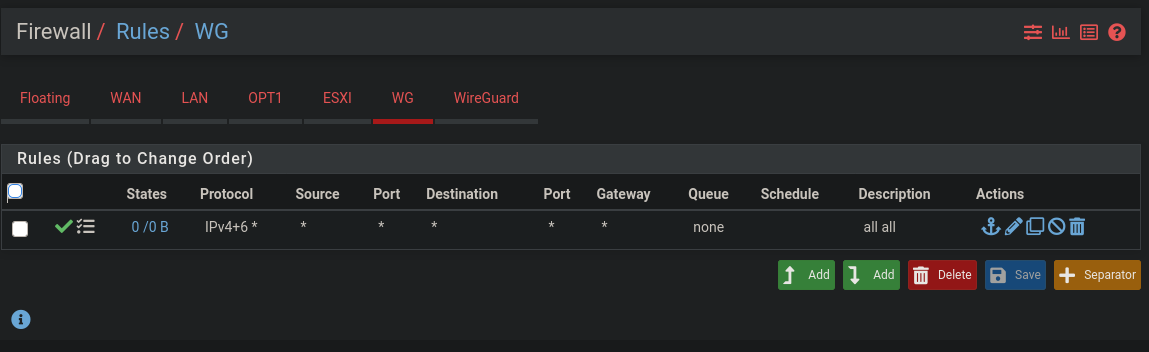 Firewall / Rules / WG
Floating WAN LAN OPT1 ESXI WG WireGuard
Rules (Drag to Change Order)
States Protocol Source Port Destination Port Gateway Queue Schedule Description Actions
0 /0 B IPv4+6 * * * * * * none all all
Add Add Delete Save Separator